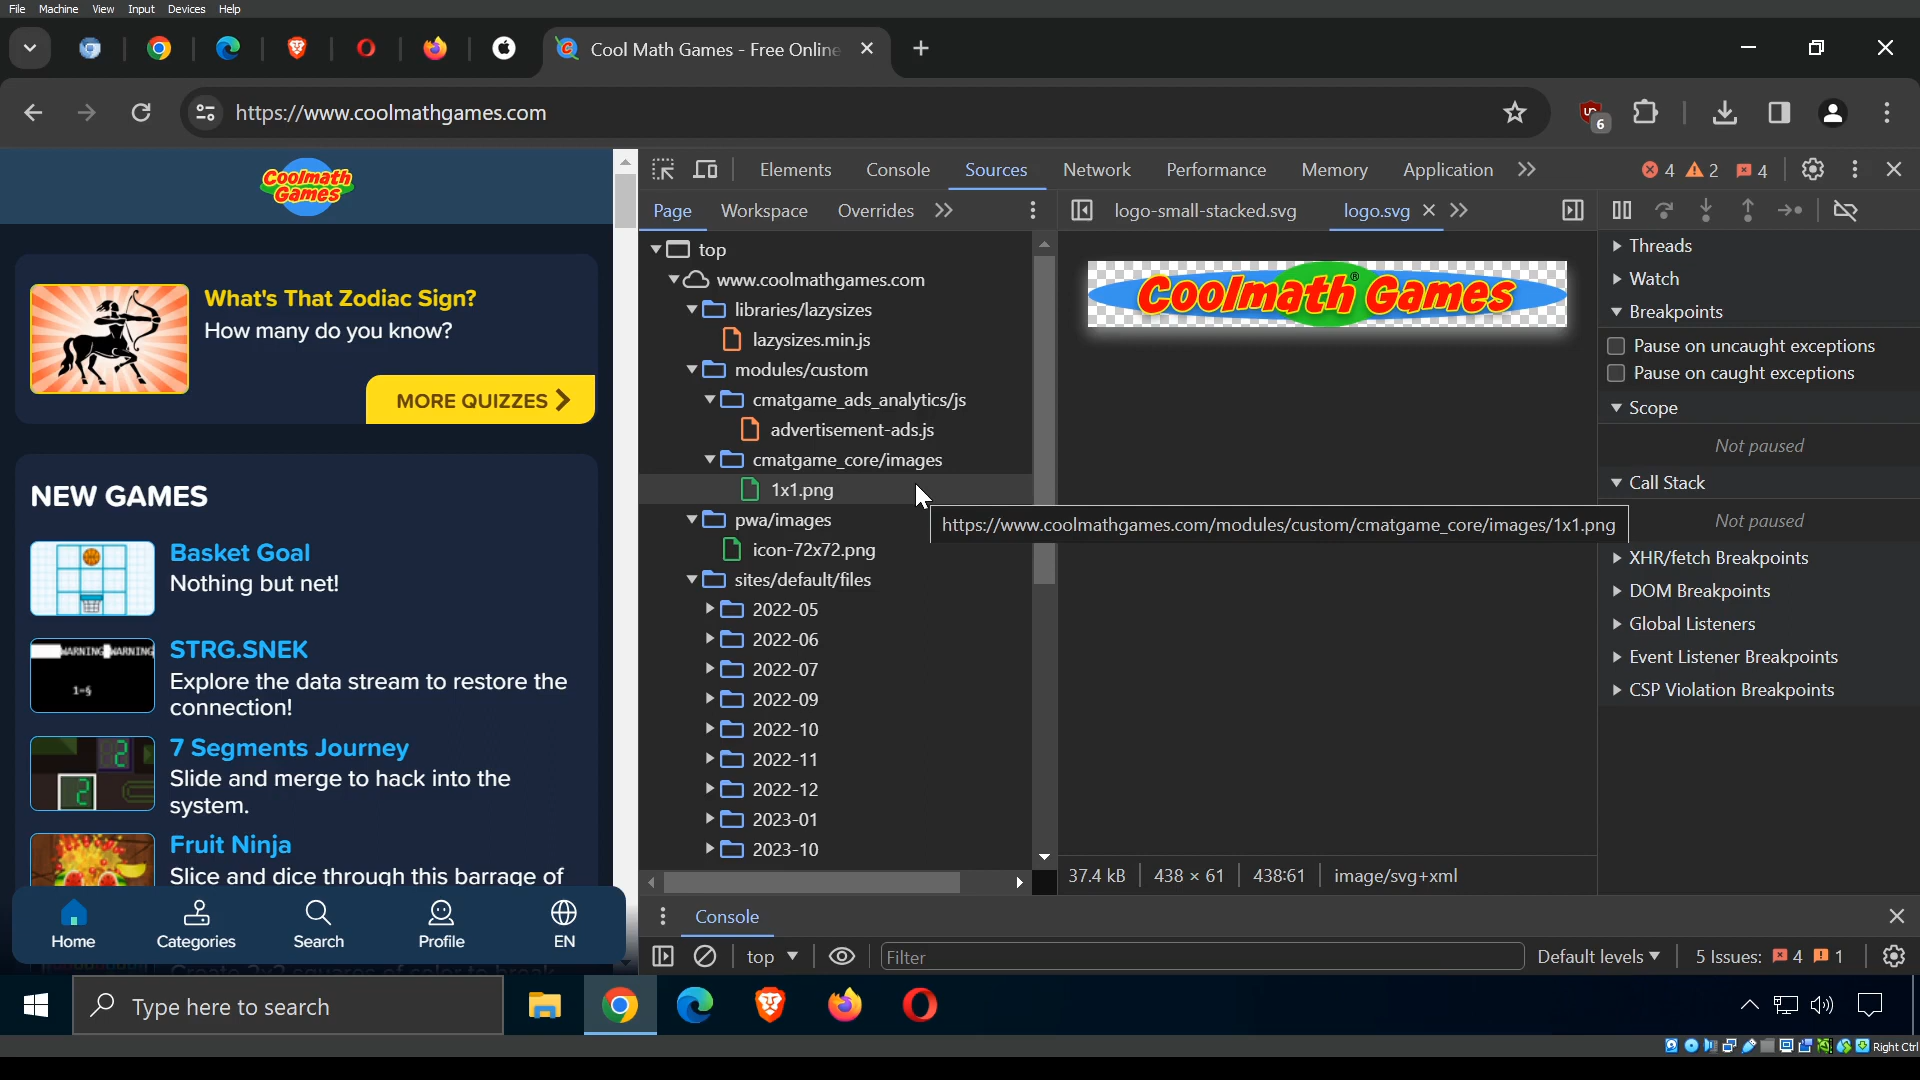 File Machine View Input Devices Help
Cool Math Games - Free Online
https://www.coolmathgames.com
6
Coolmath
Games
What's That Zodiac Sign?
How many do you know?
MORE QUIZZES
NEW GAMES
Basket Goal
Nothing but net!
WARNING WARNING
STRG.SNEK
Explore the data stream to restore the
connection!
7 Segments Journey
Slide and merge to hack into the
system.
2
2
Fruit Ninja
Slice and dice through this barrage of
Home Categories Search Profile EN
Elements Console Sources Network Performance Memory Application 4 2 4
Page Workspace Overrides
top
www.coolmathgames.com
libraries/lazysizes
lazysizes.min.js
modules/custom
cmatgame_ads_analytics/js
advertisement-ads.js
cmatgame_core/images
1x1.png
https://www.coolmathgames.com/modules/custom/cmatgame_core/images/1x1.png
pwa/images
icon-72x72.png
sites/default/files
2022-05
2022-06
2022-07
2022-09
2022-10
2022-11
2022-12
2023-01
2023-10
logo-small-stacked.svg logo.svg
Coolmath® Games
37.4 kB 438 × 61 438:61 image/svg+xml
Threads
Watch
Breakpoints
Pause on uncaught exceptions
Pause on caught exceptions
Scope
Not paused
Call Stack
Not paused
XHR/fetch Breakpoints
DOM Breakpoints
Global Listeners
Event Listener Breakpoints
CSP Violation Breakpoints
Console
top Filter Default levels 5 Issues: 4 1
Type here to search
Right Ctrl